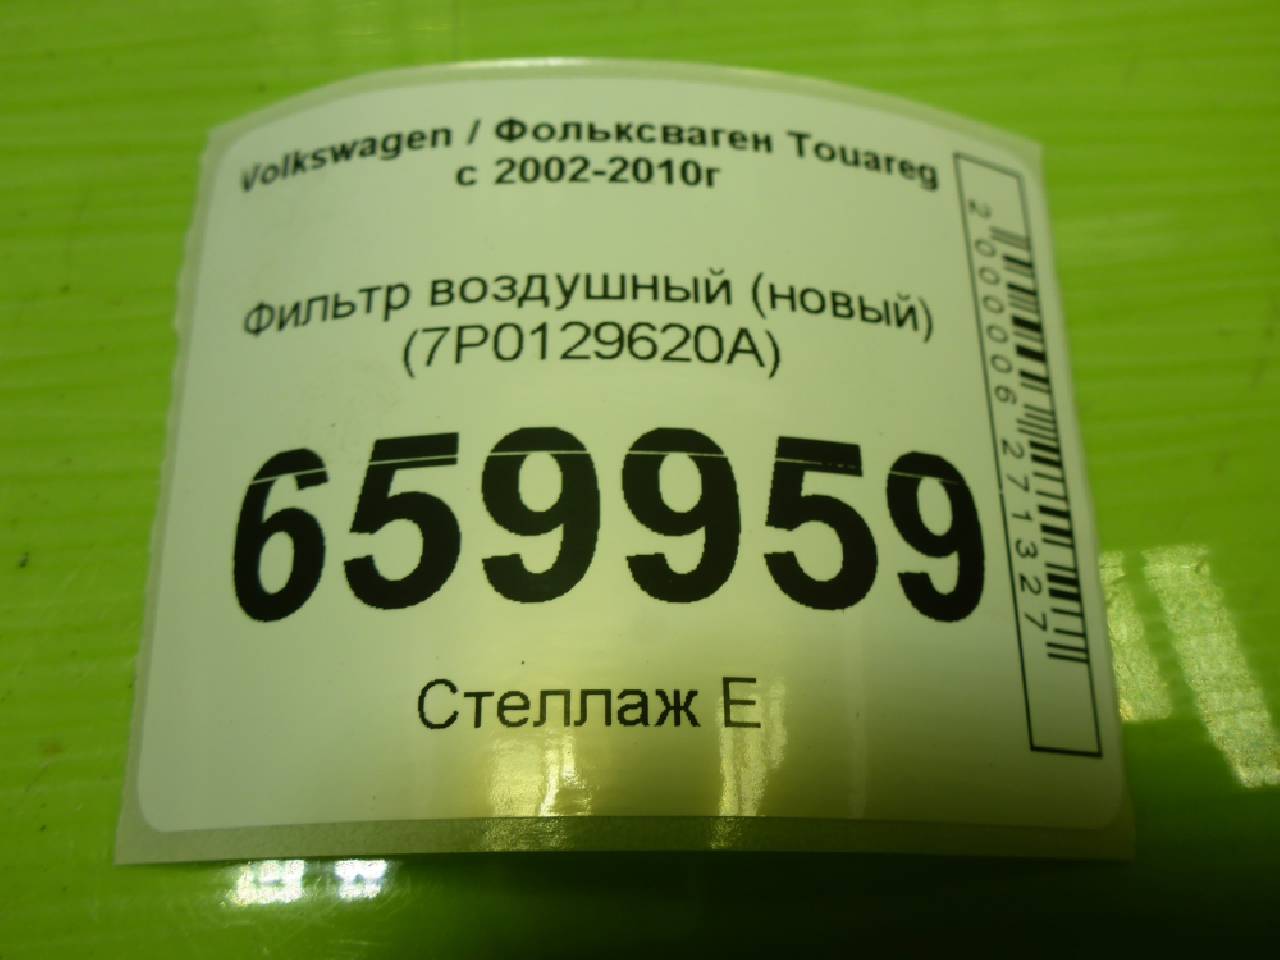 Volkswagen / Фольксваген Touareg
с 2002-2010г
Фильтр воздушный (новый)
(7P0129620A)
659959
Стеллаж Е
2000006271327